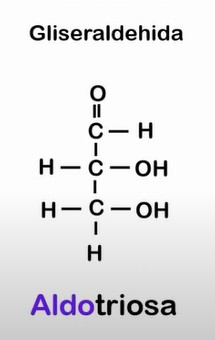 Gliseraldehida
O
C — H
H — C — OH
H — C — OH
H
Aldotriosa